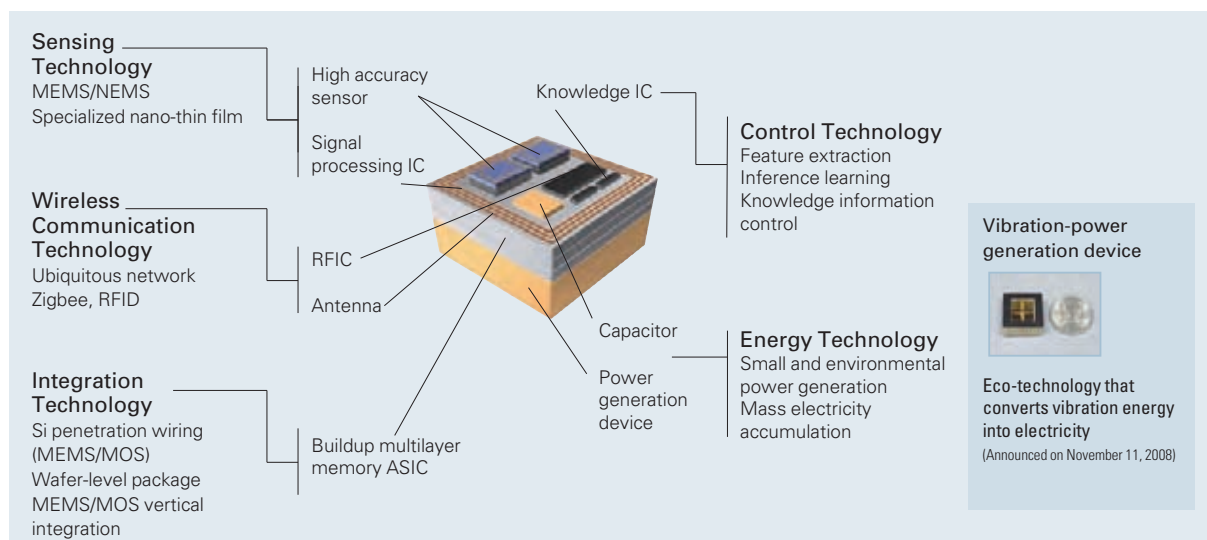 Sensing
Technology
MEMS/NEMS
Specialized nano-thin film
High accuracy
sensor
Signal
processing IC
Wireless
Communication
Technology
Ubiquitous network
Zigbee, RFID
RFIC
Antenna
Integration
Technology
Si penetration wiring
(MEMS/MOS)
Wafer-level package
MEMS/MOS vertical
integration
Buildup multilayer
memory ASIC
Knowledge IC
Control Technology
Feature extraction
Inference learning
Knowledge information
control
Capacitor
Power
generation
device
Energy Technology
Small and environmental
power generation
Mass electricity
accumulation
Vibration-power
generation device
Eco-technology that
converts vibration energy
into electricity
(Announced on November 11, 2008)